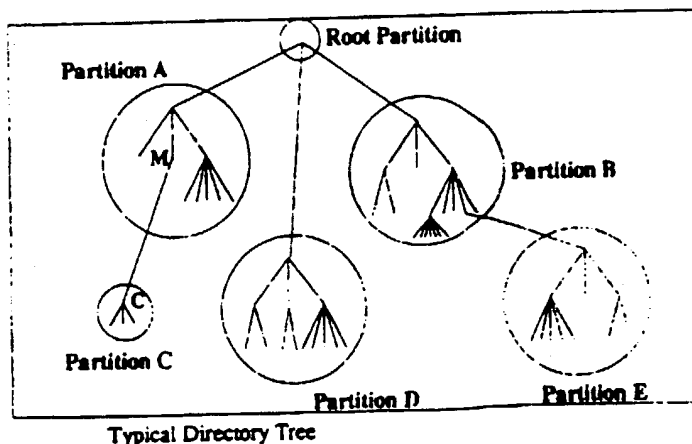 Root Partition
Partition A
M
Partition B
C
Partition C
Partition D
Partition E
Typical Directory Tree